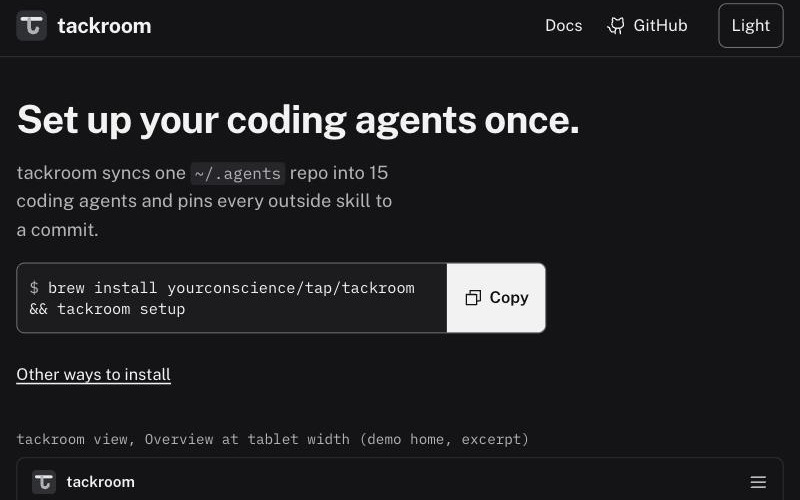 tackroom
Docs
GitHub
Light
Set up your coding agents once.
tackroom syncs one ~/.agents repo into 15
coding agents and pins every outside skill to
a commit.
$ brew install yourconscience/tap/tackroom
&& tackroom setup
Copy
Other ways to install
tackroom view, Overview at tablet width (demo home, excerpt)
tackroom